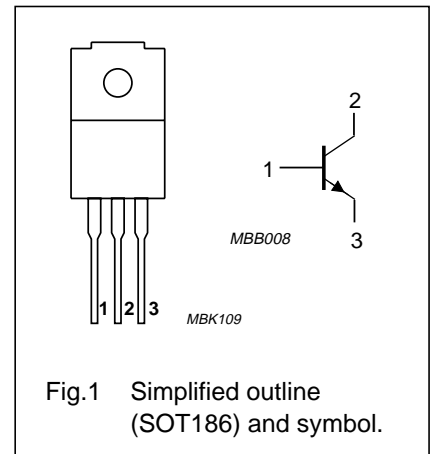 2
1
MBB008
3
1 2 3
MBK109
Fig.1 Simplified outline
(SOT186) and symbol.